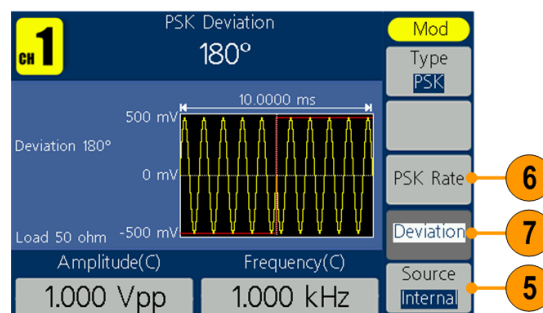 CH 1
PSK Deviation
180°
Mod
Type
PSK
10.0000 ms
500 mV
Deviation 180°
0 mV
Load 50 ohm
-500 mV
PSK Rate
6
Deviation
7
Source
Internal
5
Amplitude(C)
1.000 Vpp
Frequency(C)
1.000 kHz